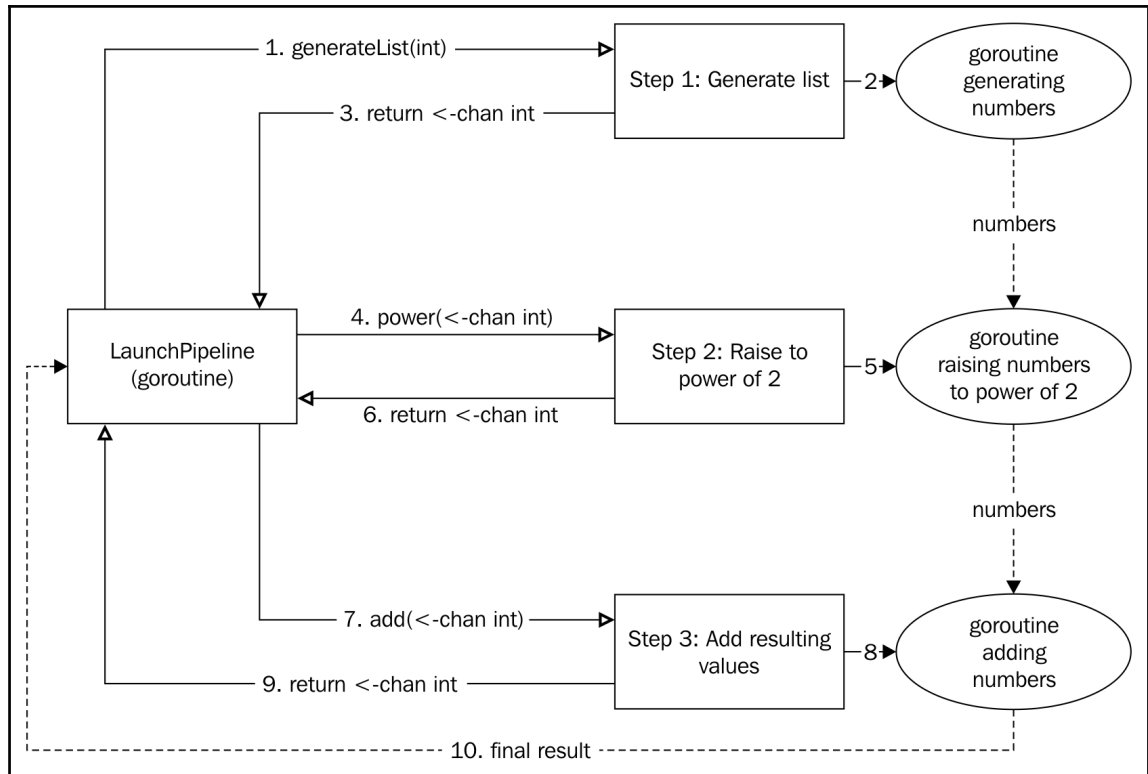 1. generateList(int)
Step 1: Generate list
2
goroutine
generating
numbers
3. return <-chan int
numbers
LaunchPipeline
(goroutine)
4. power(<-chan int)
Step 2: Raise to
power of 2
5
goroutine
raising numbers
to power of 2
6. return <-chan int
numbers
7. add(<-chan int)
Step 3: Add resulting
values
8
goroutine
adding
numbers
9. return <-chan int
10. final result